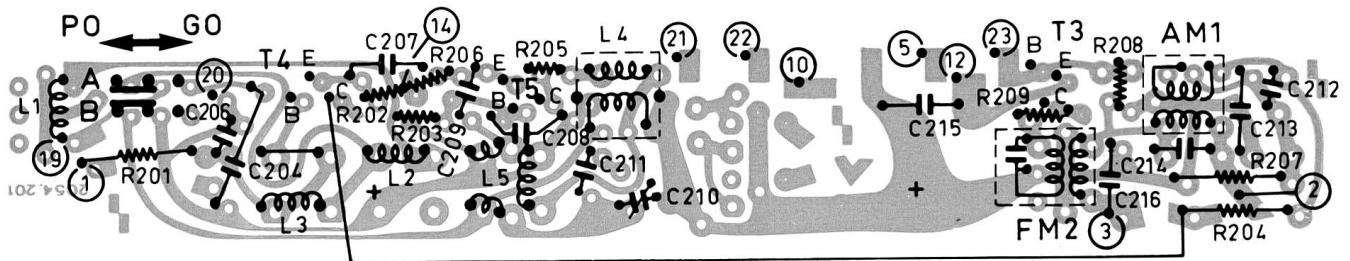 PO GO
T4
E
C207
14
R206
E
R205
L4
21
22
5
12
23
B
T3
E
R208
AM1
A
B
20
10
L1
C206
B
C
R202
R203
C209
B
T5
C
C208
C215
R209
C
C212
C213
19
1
R201
C204
L2
L5
C211
C210
C214
R207
2
2054.201
L3
+
+
FM2
C216
3
R204